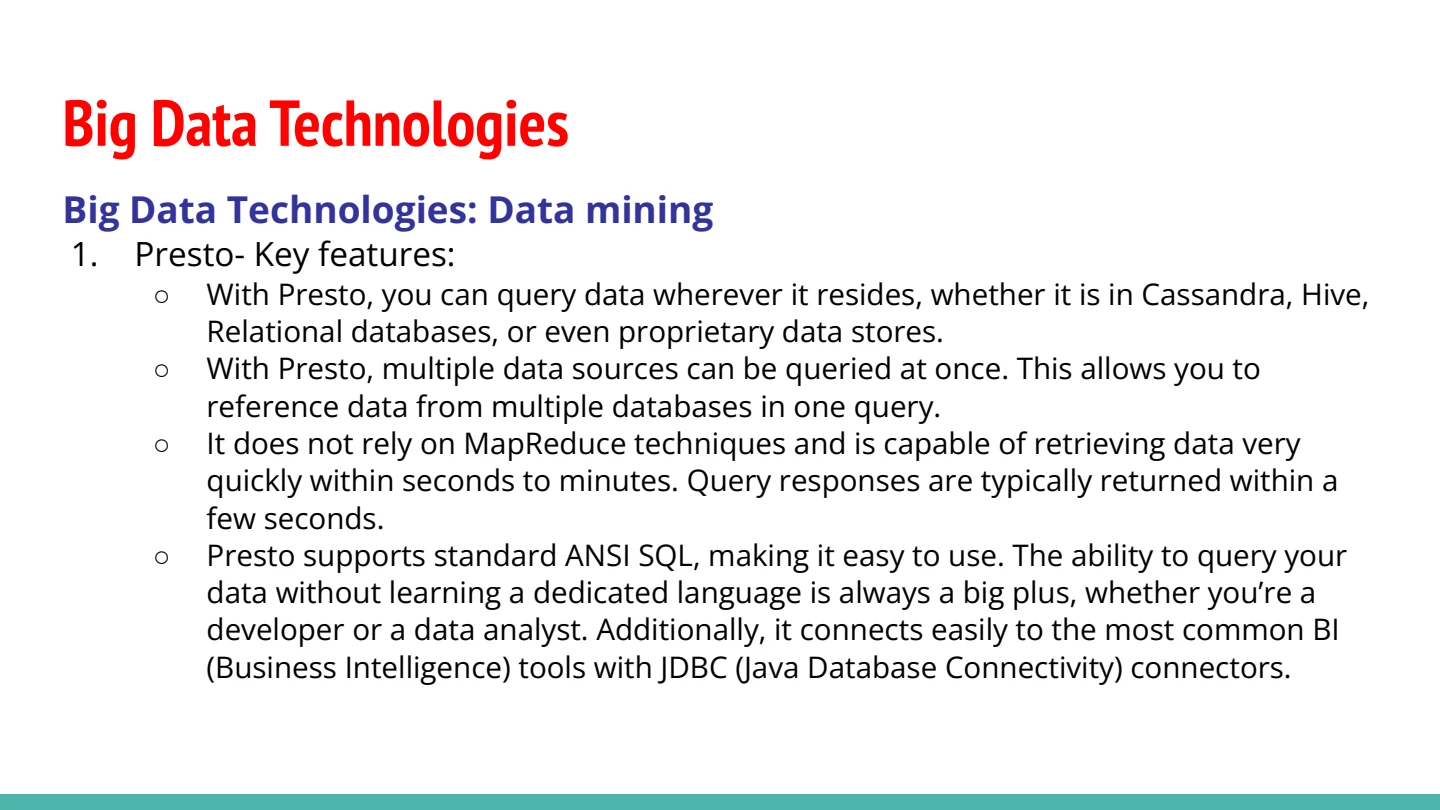 Big Data Technologies
Big Data Technologies: Data mining
1. Presto- Key features:
○ With Presto, you can query data wherever it resides, whether it is in Cassandra, Hive,
Relational databases, or even proprietary data stores.
○ With Presto, multiple data sources can be queried at once. This allows you to
reference data from multiple databases in one query.
○ It does not rely on MapReduce techniques and is capable of retrieving data very
quickly within seconds to minutes. Query responses are typically returned within a
few seconds.
○ Presto supports standard ANSI SQL, making it easy to use. The ability to query your
data without learning a dedicated language is always a big plus, whether you’re a
developer or a data analyst. Additionally, it connects easily to the most common BI
(Business Intelligence) tools with JDBC (Java Database Connectivity) connectors.